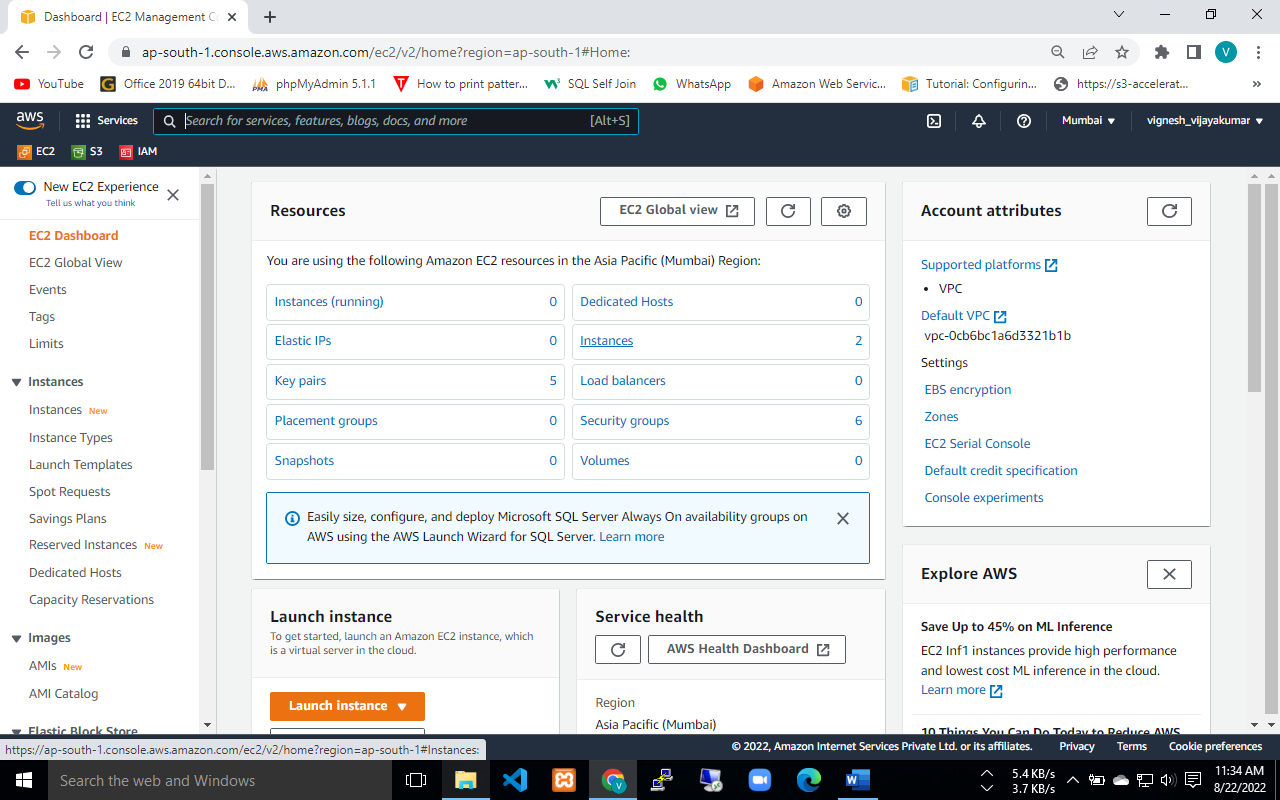 Dashboard | EC2 Management Co
ap-south-1.console.aws.amazon.com/ec2/v2/home?region=ap-south-1#Home:
V
YouTube
Office 2019 64bit D...
phpMyAdmin 5.1.1
How to print patter...
SQL Self Join
WhatsApp
Amazon Web Servic...
Tutorial: Configurin...
https://s3-accelerat...
»
aws
Services
Search for services, features, blogs, docs, and more
[Alt+S]
Mumbai
vignesh_vijayakumar
EC2
S3
IAM
New EC2 Experience
Tell us what you think
EC2 Dashboard
EC2 Global View
Events
Tags
Limits
Instances
Instances New
Instance Types
Launch Templates
Spot Requests
Savings Plans
Reserved Instances New
Dedicated Hosts
Capacity Reservations
Images
AMIs New
AMI Catalog
Elastic Block Store
Resources
EC2 Global view
You are using the following Amazon EC2 resources in the Asia Pacific (Mumbai) Region:
Instances (running) 0
Dedicated Hosts 0
Elastic IPs 0
Instances 2
Key pairs 5
Load balancers 0
Placement groups 0
Security groups 6
Snapshots 0
Volumes 0
Easily size, configure, and deploy Microsoft SQL Server Always On availability groups on
AWS using the AWS Launch Wizard for SQL Server. Learn more
Launch instance
To get started, launch an Amazon EC2 instance, which
is a virtual server in the cloud.
Launch instance
Service health
AWS Health Dashboard
Region
Asia Pacific (Mumbai)
Account attributes
Supported platforms
• VPC
Default VPC
vpc-0cb6bc1a6d3321b1b
Settings
EBS encryption
Zones
EC2 Serial Console
Default credit specification
Console experiments
Explore AWS
Save Up to 45% on ML Inference
EC2 Inf1 instances provide high performance
and lowest cost ML inference in the cloud.
Learn more
10 Things You Can Do Today to Reduce AWS
https://ap-south-1.console.aws.amazon.com/ec2/v2/home?region=ap-south-1#Instances:
© 2022, Amazon Internet Services Private Ltd. or its affiliates.
Privacy
Terms
Cookie preferences
Search the web and Windows
V
5.4 KB/s
3.7 KB/s
11:34 AM
8/22/2022